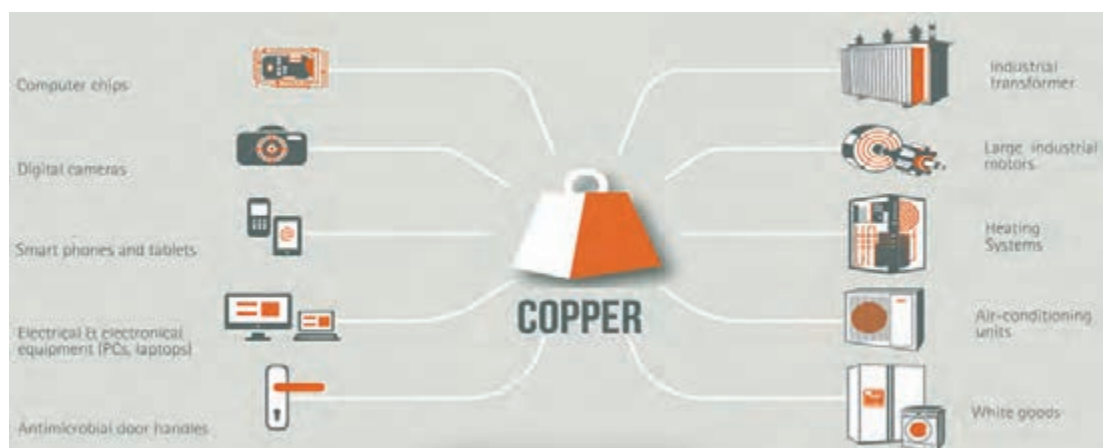 Computer chips
Digital cameras
Smart phones and tablets
Electrical & electronical
equipment (PCs, laptops)
Antimicrobial door handles
COPPER
Industrial
transformer
Large industrial
motors
Heating
Systems
Air-conditioning
units
White goods